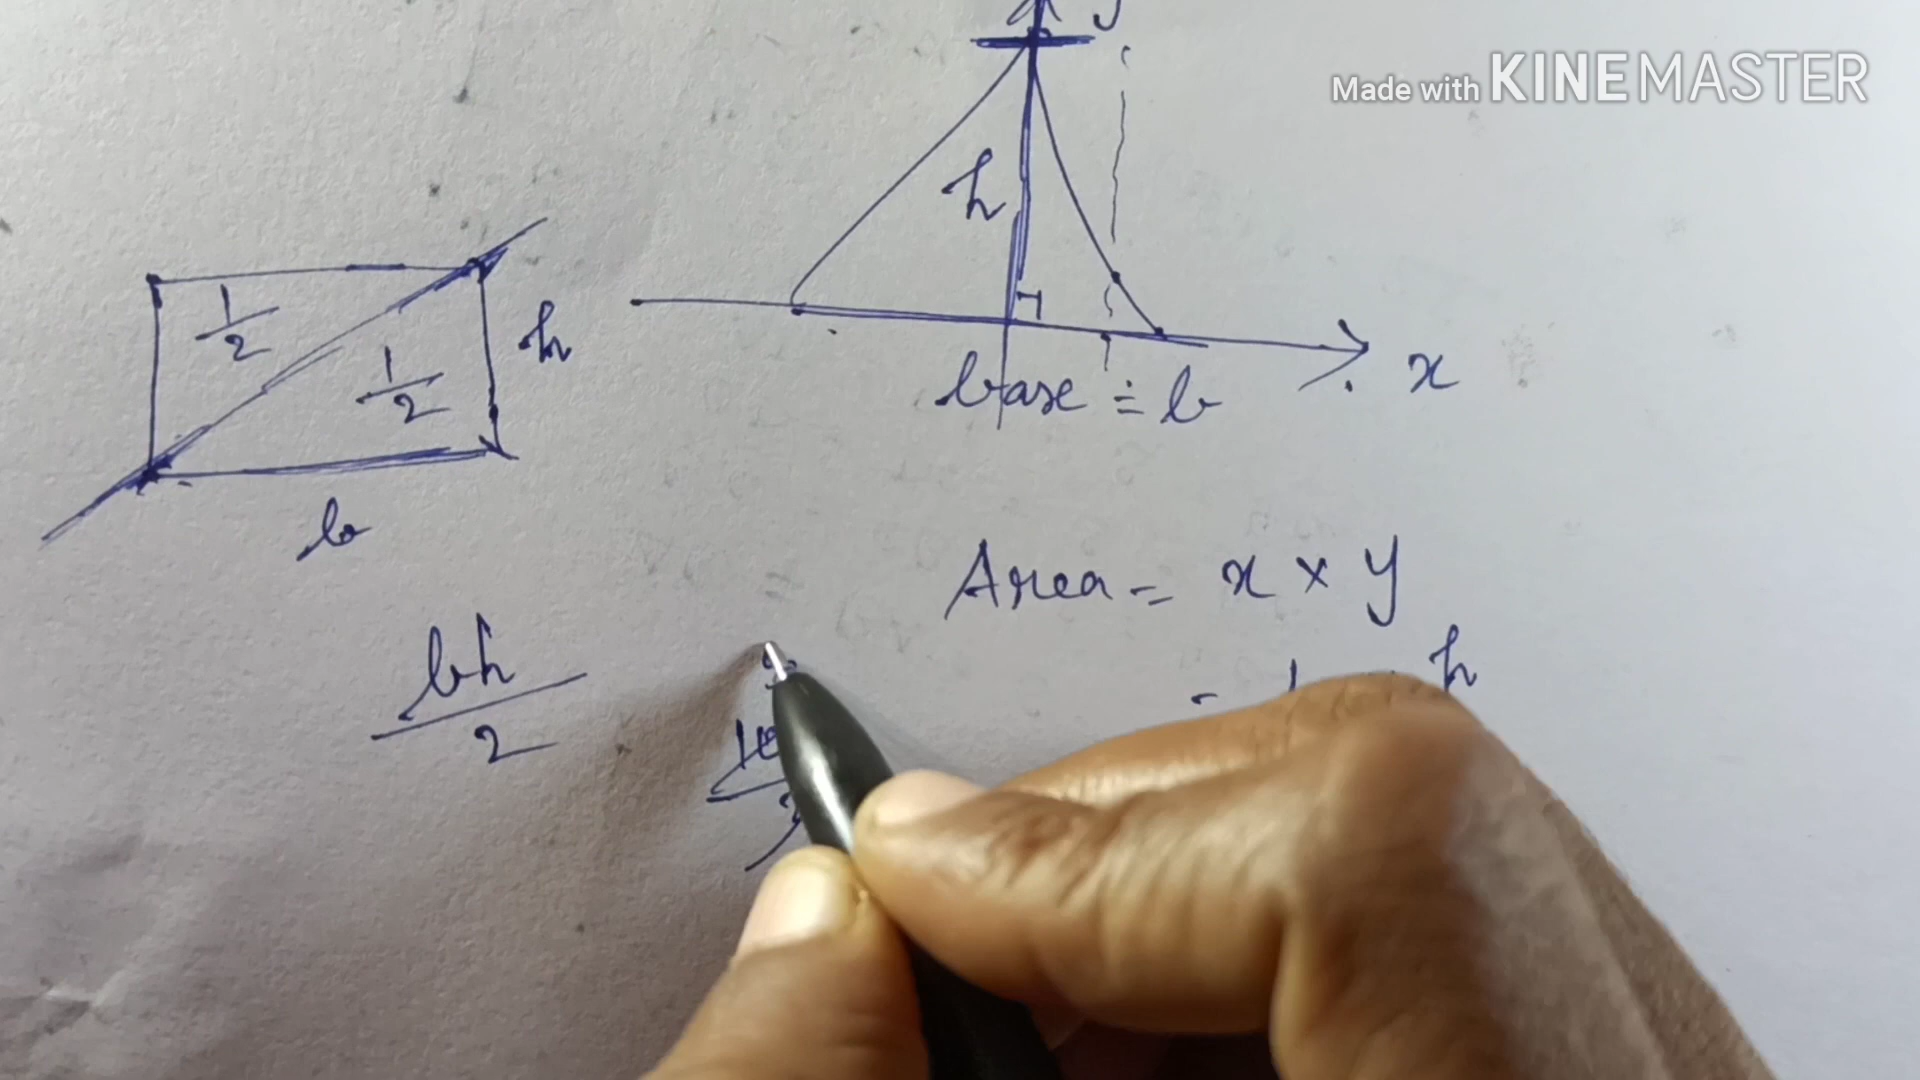 y
Made with KINEMASTER
h
1/2
1/2
h
base = b
x
b
Area = x × y
bh/2
h